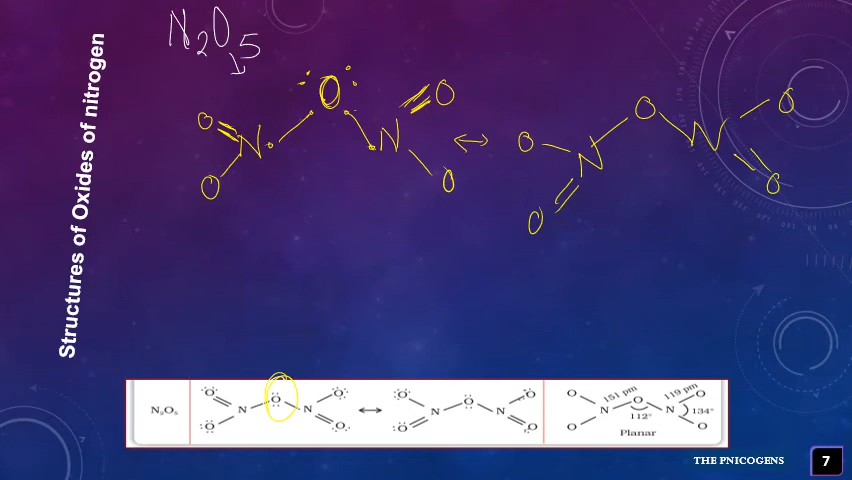 Structures of Oxides of nitrogen
N2O5
O O O
N N ↔ O O O
O O N N
O O
N₂O₅
O O O N N O O ↔ O O O N N O O
O 151 pm O 119 pm O
N N
112° 134°
O O
Planar
THE PNICOGENS
7